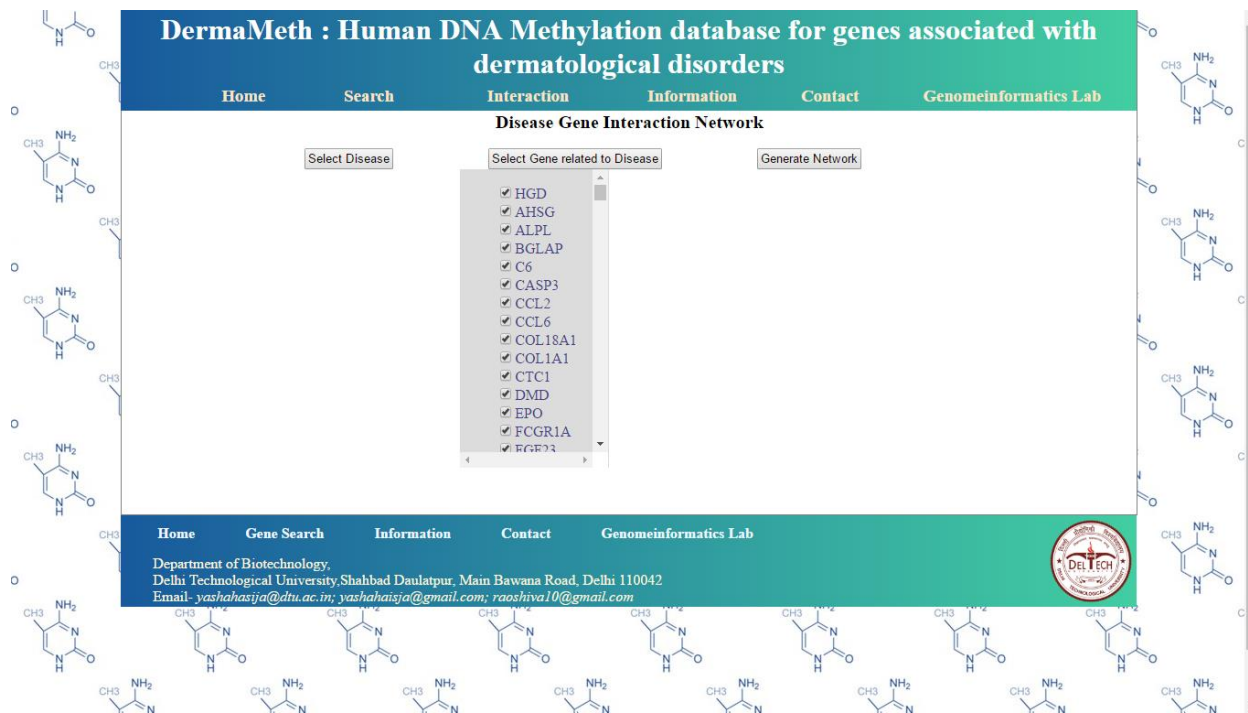 DermaMeth : Human DNA Methylation database for genes associated with
dermatological disorders
Home Search Interaction Information Contact Genomeinformatics Lab
Disease Gene Interaction Network
Select Disease Select Gene related to Disease Generate Network
HGD
AHSG
ALPL
BGLAP
C6
CASP3
CCL2
CCL6
COL18A1
COL1A1
CTC1
DMD
EPO
FCGR1A
FGF23
Home Gene Search Information Contact Genomeinformatics Lab
Department of Biotechnology,
Delhi Technological University,Shahbad Daulatpur, Main Bawana Road, Delhi 110042
Email- yashahasija@dtu.ac.in; yashahaisja@gmail.com; raoshiva10@gmail.com
DELTECH
CH3 NH2
N
N
H
O